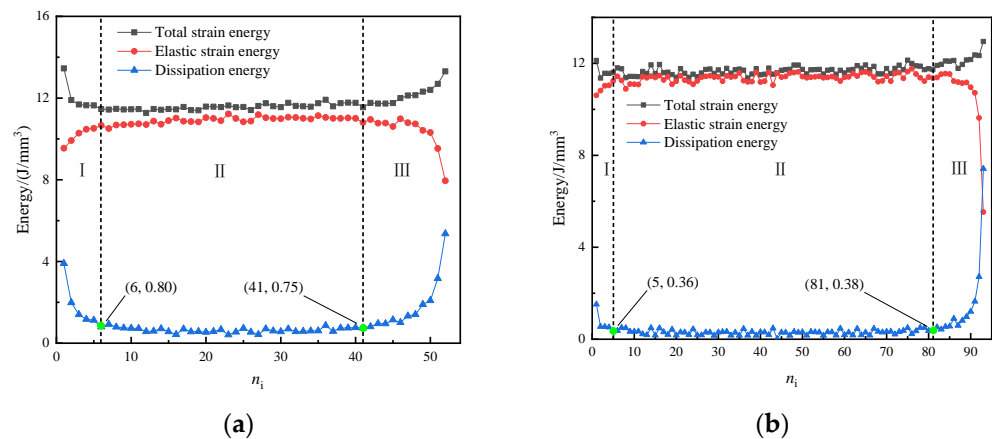 16
12
8
4
0
Energy/(J/mm³)
Total strain energy
Elastic strain energy
Dissipation energy
Ⅰ
Ⅱ
Ⅲ
(6, 0.80)
(41, 0.75)
0 10 20 30 40 50
nᵢ
(a)
12
8
4
0
Energy/J/mm³)
Total strain energy
Elastic strain energy
Dissipation energy
Ⅰ
Ⅱ
Ⅲ
(5, 0.36)
(81, 0.38)
0 10 20 30 40 50 60 70 80 90
nᵢ
(b)